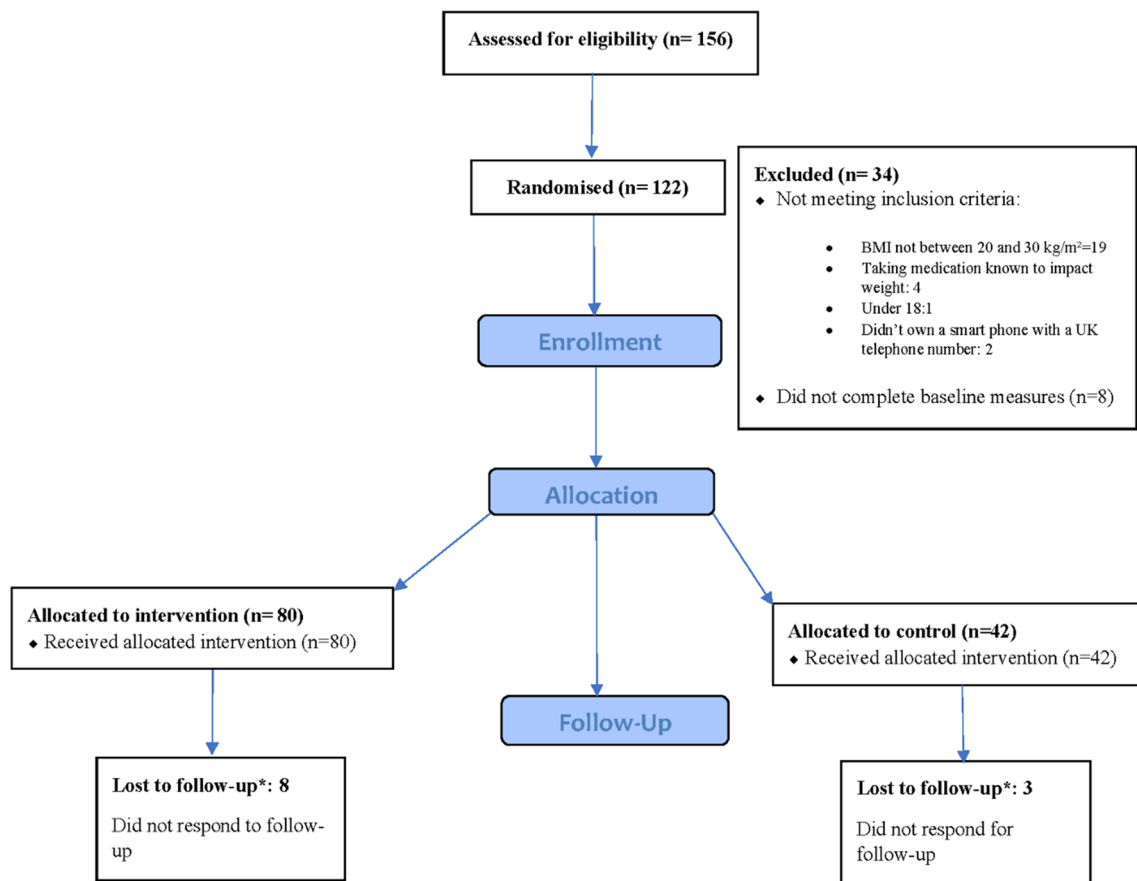 Assessed for eligibility (n= 156)
Randomised (n= 122)
Excluded (n= 34)
◆ Not meeting inclusion criteria:
• BMI not between 20 and 30 kg/m²=19
• Taking medication known to impact
weight: 4
• Under 18:1
• Didn’t own a smart phone with a UK
telephone number: 2
◆ Did not complete baseline measures (n=8)
Enrollment
Allocation
Allocated to intervention (n= 80)
◆ Received allocated intervention (n=80)
Allocated to control (n=42)
◆ Received allocated intervention (n=42)
Follow-Up
Lost to follow-up*: 8
Did not respond to follow-
up
Lost to follow-up*: 3
Did not respond for
follow-up